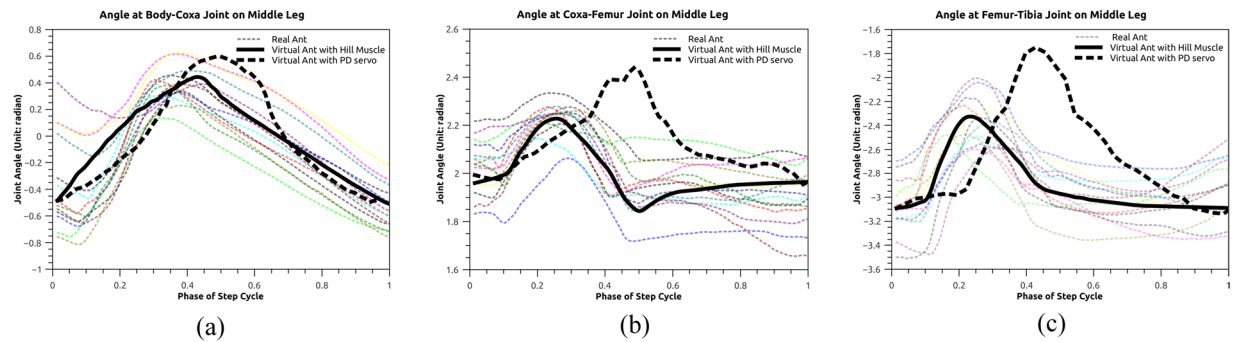 Angle at Body-Coxa Joint on Middle Leg
Real Ant
Virtual Ant with Hill Muscle
Virtual Ant with PD servo
Joint Angle (Unit: radian)
0.8
0.6
0.4
0.2
0
−0.2
−0.4
−0.6
−0.8
−1
0 0.2 0.4 0.6 0.8 1
Phase of Step Cycle
(a)
Angle at Coxa-Femur Joint on Middle Leg
Real Ant
Virtual Ant with Hill Muscle
Virtual Ant with PD servo
Joint Angle (Unit: radian)
2.6
2.4
2.2
2
1.8
1.6
0 0.2 0.4 0.6 0.8 1
Phase of Step Cycle
(b)
Angle at Femur-Tibia Joint on Middle Leg
Real Ant
Virtual Ant with Hill Muscle
Virtual Ant with PD servo
Joint Angle (Unit: radian)
−1.6
−2
−2.2
−2.4
−2.6
−2.8
−3
−3.3
−3.6
0 0.2 0.4 0.6 0.8 1
Phase of Step Cycle
(c)